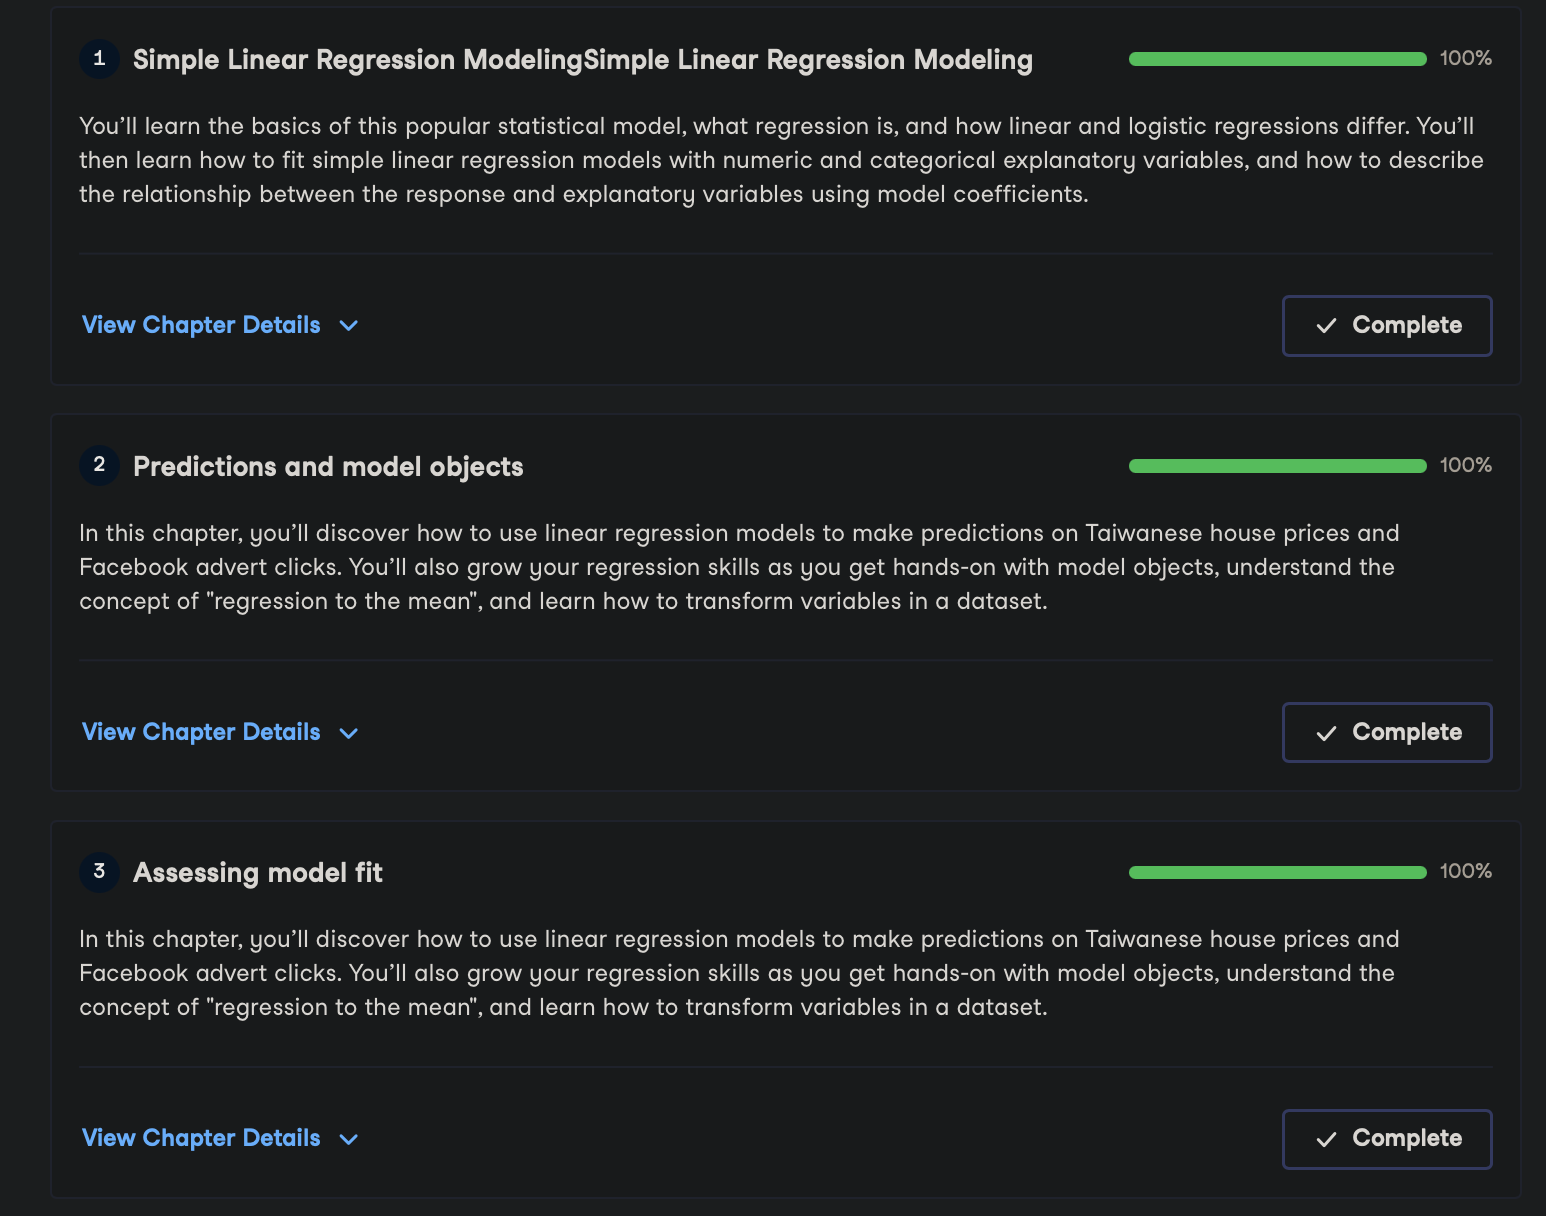 1 Simple Linear Regression ModelingSimple Linear Regression Modeling 100%
You’ll learn the basics of this popular statistical model, what regression is, and how linear and logistic regressions differ. You’ll
then learn how to fit simple linear regression models with numeric and categorical explanatory variables, and how to describe
the relationship between the response and explanatory variables using model coefficients.
View Chapter Details Complete
2 Predictions and model objects 100%
In this chapter, you’ll discover how to use linear regression models to make predictions on Taiwanese house prices and
Facebook advert clicks. You’ll also grow your regression skills as you get hands-on with model objects, understand the
concept of "regression to the mean", and learn how to transform variables in a dataset.
View Chapter Details Complete
3 Assessing model fit 100%
In this chapter, you’ll discover how to use linear regression models to make predictions on Taiwanese house prices and
Facebook advert clicks. You’ll also grow your regression skills as you get hands-on with model objects, understand the
concept of "regression to the mean", and learn how to transform variables in a dataset.
View Chapter Details Complete